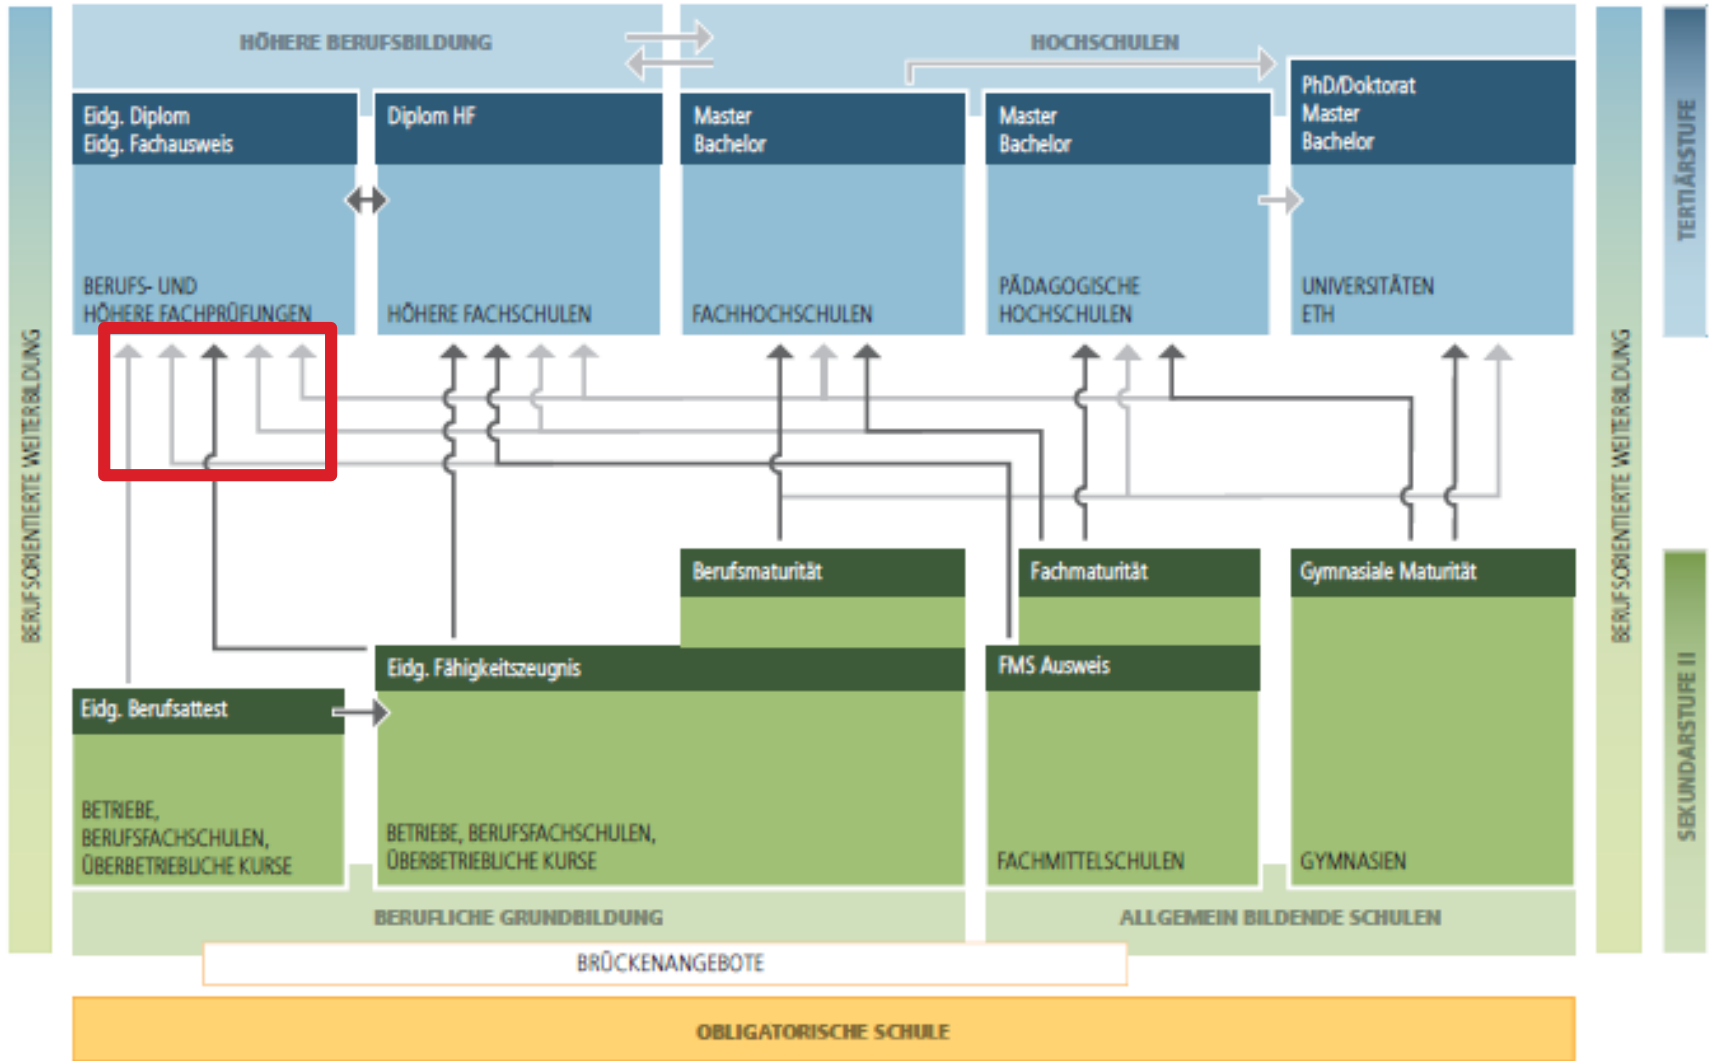 HÖHERE BERUFSBILDUNG
HOCHSCHULEN
Eidg. Diplom
Eidg. Fachausweis
Diplom HF
Master
Bachelor
Master
Bachelor
PhD/Doktorat
Master
Bachelor
BERUFS- UND
HÖHERE FACHPRÜFUNGEN
HÖHERE FACHSCHULEN
FACHHOCHSCHULEN
PÄDAGOGISCHE
HOCHSCHULEN
UNIVERSITÄTEN
ETH
BERUFSORIENTIERTE WEITERBILDUNG
BERUFSORIENTIERTE WEITERBILDUNG
TERTIÄRSTUFE
SEKUNDARSTUFE II
Berufsmaturität
Fachmaturität
Gymnasiale Maturität
Eidg. Fähigkeitszeugnis
FMS Ausweis
Eidg. Berufsattest
BETRIEBE,
BERUFSFACHSCHULEN,
ÜBERBETRIEBLICHE KURSE
BETRIEBE, BERUFSFACHSCHULEN,
ÜBERBETRIEBLICHE KURSE
FACHMITTELSCHULEN
GYMNASIEN
BERUFLICHE GRUNDBILDUNG
ALLGEMEIN BILDENDE SCHULEN
BRÜCKENANGEBOTE
OBLIGATORISCHE SCHULE